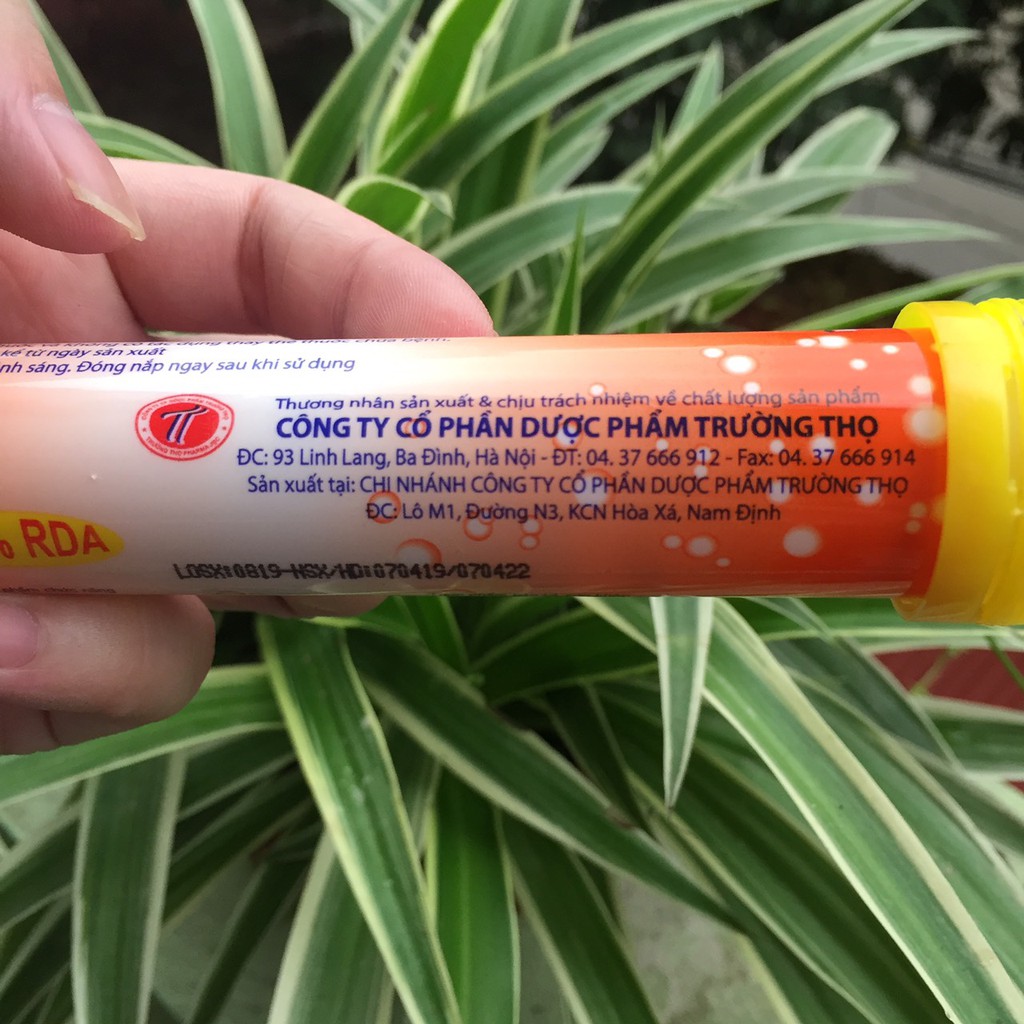 kể từ ngày sản xuất
nh sáng. Đóng nắp ngay sau khi sử dụng
Thương nhân sản xuất & chịu trách nhiệm về chất lượng sản phẩm
CÔNG TY CỔ PHẦN DƯỢC PHẨM TRƯỜNG THỌ
ĐC: 93 Linh Lang, Ba Đình, Hà Nội - ĐT: 04. 37 666 912 - Fax: 04. 37 666 914
Sản xuất tại: CHI NHÁNH CÔNG TY CỔ PHẦN DƯỢC PHẨM TRƯỜNG THỌ
ĐC: Lô M1, Đường N3, KCN Hòa Xá, Nam Định
TRUONG THO PHARMA JSC
% RDA
LOSX:0819-NSX/HD:070419/070422